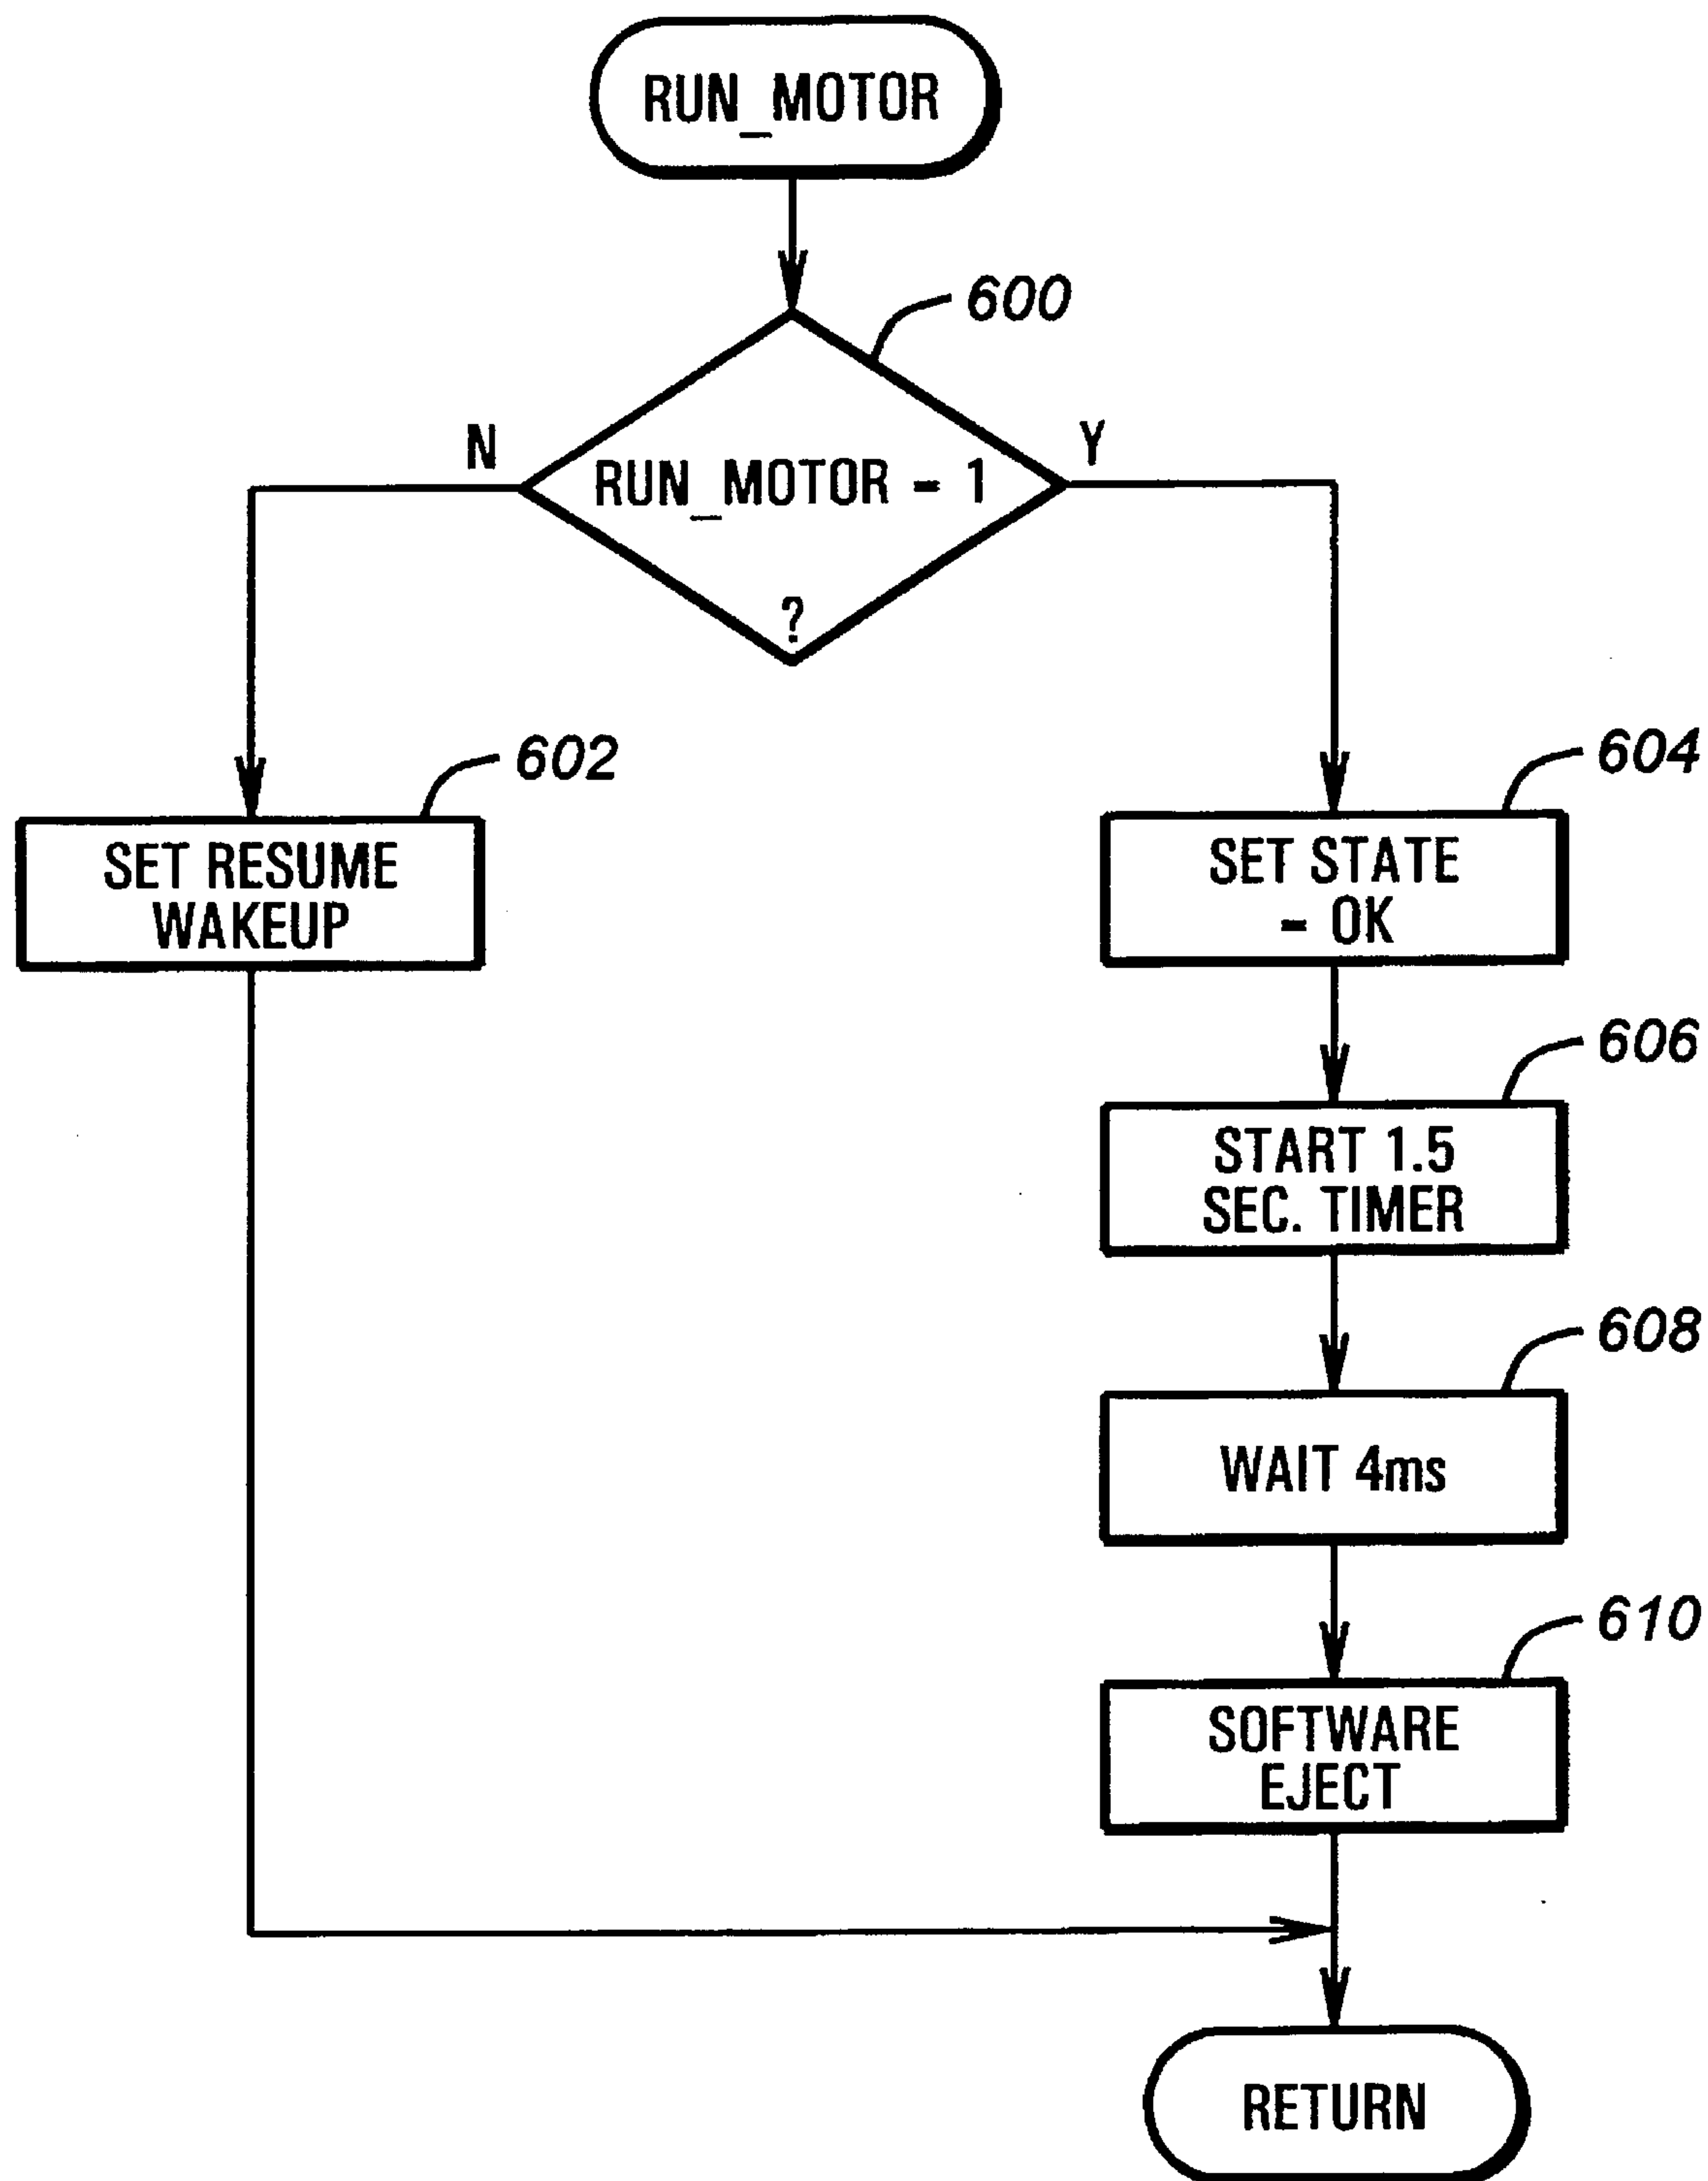 RUN_MOTOR
600
N
Y
RUN_MOTOR = 1
?
602
604
SET RESUME
WAKEUP
SET STATE
= OK
606
START 1.5
SEC. TIMER
608
WAIT 4ms
610
SOFTWARE
EJECT
RETURN